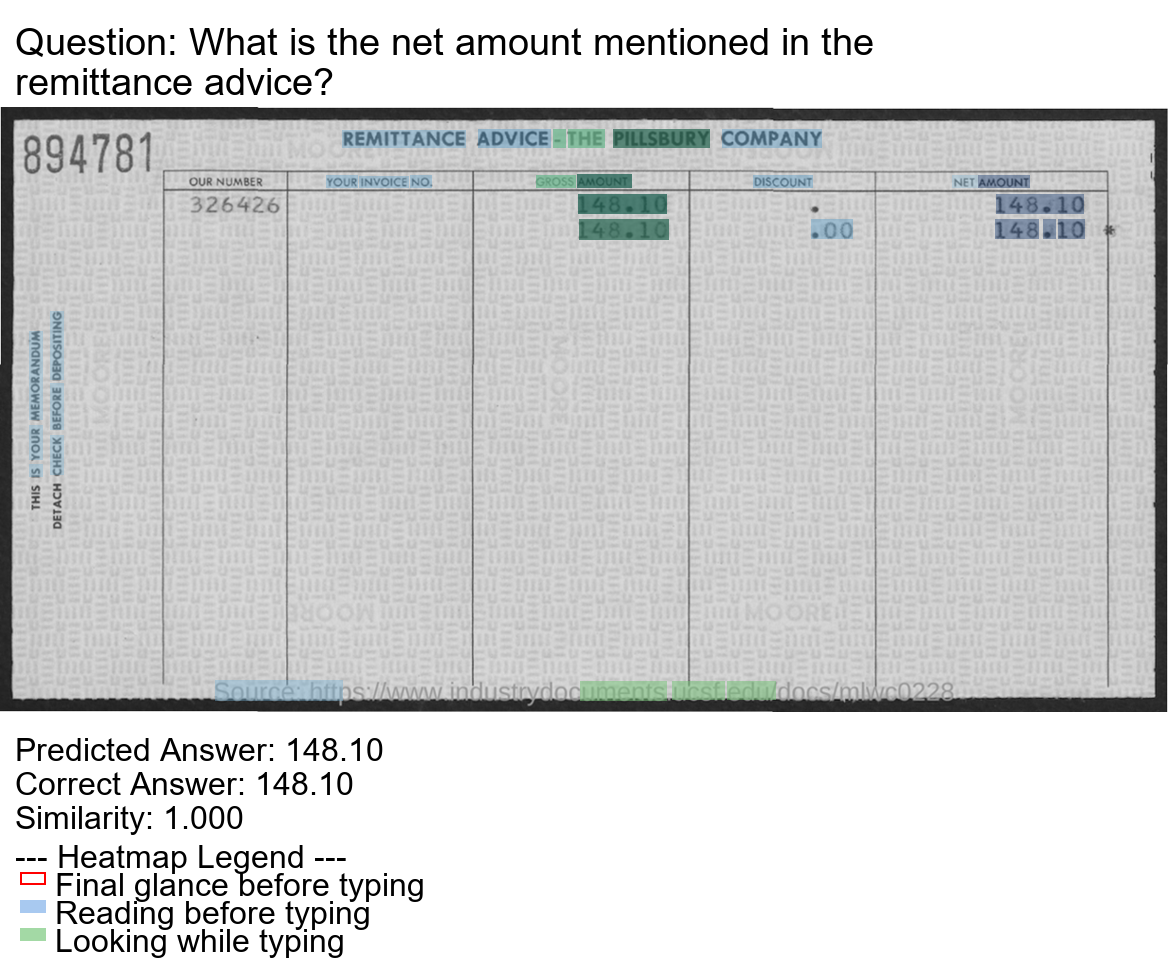 Question: What is the net amount mentioned in the
remittance advice?
894781
REMITTANCE ADVICE - THE PILLSBURY COMPANY
OUR NUMBER YOUR INVOICE NO. GROSS AMOUNT DISCOUNT NET AMOUNT
326426 148.10 . 148.10
148.10 .00 148.10 *
THIS IS YOUR MEMORANDUM
DETACH CHECK BEFORE DEPOSITING
MOORE
MOORE
MOORE
MOORE
Source: https://www.industrydocuments.ucsf.edu/docs/mlwc0228
Predicted Answer: 148.10
Correct Answer: 148.10
Similarity: 1.000
--- Heatmap Legend ---
Final glance before typing
Reading before typing
Looking while typing